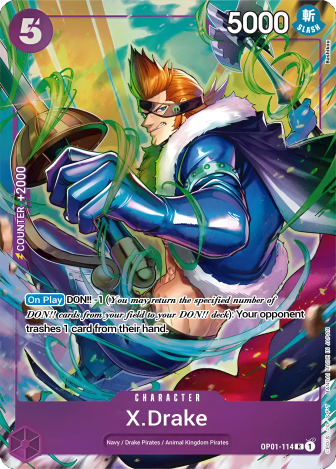 5
5000
斬
SLASH
COUNTER +2000
On Play DON!! -1 (You may return the specified number of
DON!! cards from your field to your DON!! deck): Your opponent
trashes 1 card from their hand.
CHARACTER
X.Drake
Navy / Drake Pirates / Animal Kingdom Pirates
OP01-114 R 1